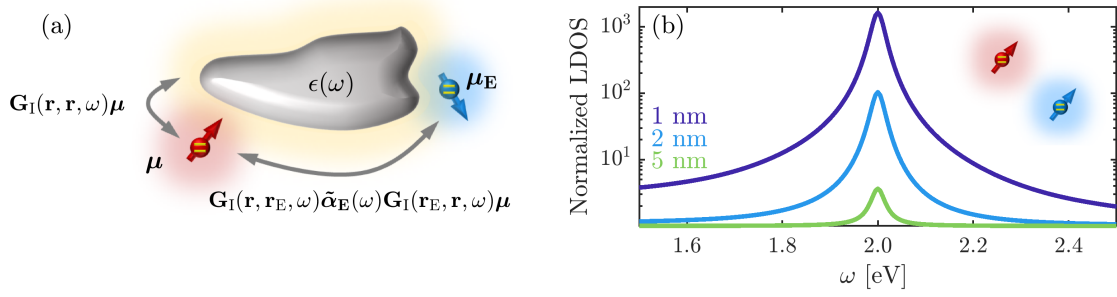 (a)
ϵ(ω)
μ_E
G_I(r, r, ω)μ
μ
G_I(r, r_E, ω)α̃_E(ω)G_I(r_E, r, ω)μ
(b)
Normalized LDOS
10^3
10^2
10^1
1 nm
2 nm
5 nm
1.6 1.8 2.0 2.2 2.4
ω [eV]